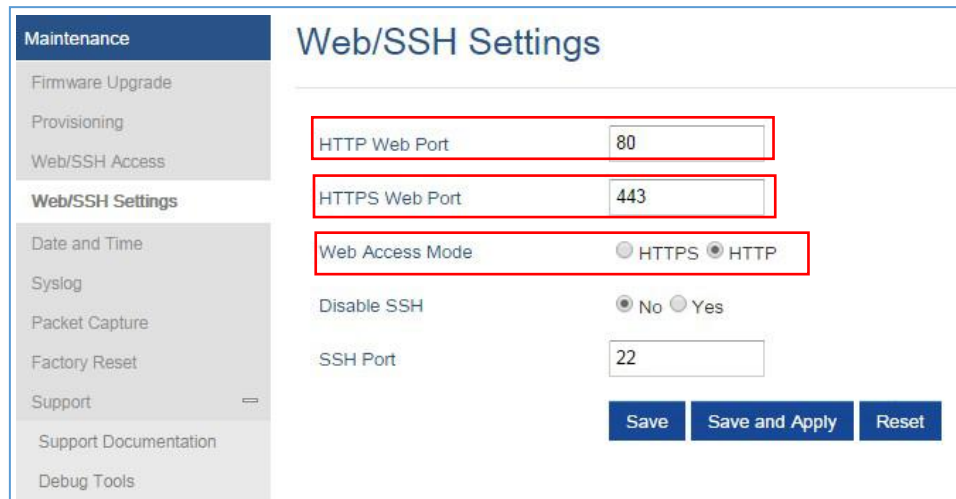 Maintenance
Firmware Upgrade
Provisioning
Web/SSH Access
Web/SSH Settings
Date and Time
Syslog
Packet Capture
Factory Reset
Support
Support Documentation
Debug Tools
Web/SSH Settings
HTTP Web Port 80
HTTPS Web Port 443
Web Access Mode HTTPS HTTP
Disable SSH No Yes
SSH Port 22
Save Save and Apply Reset